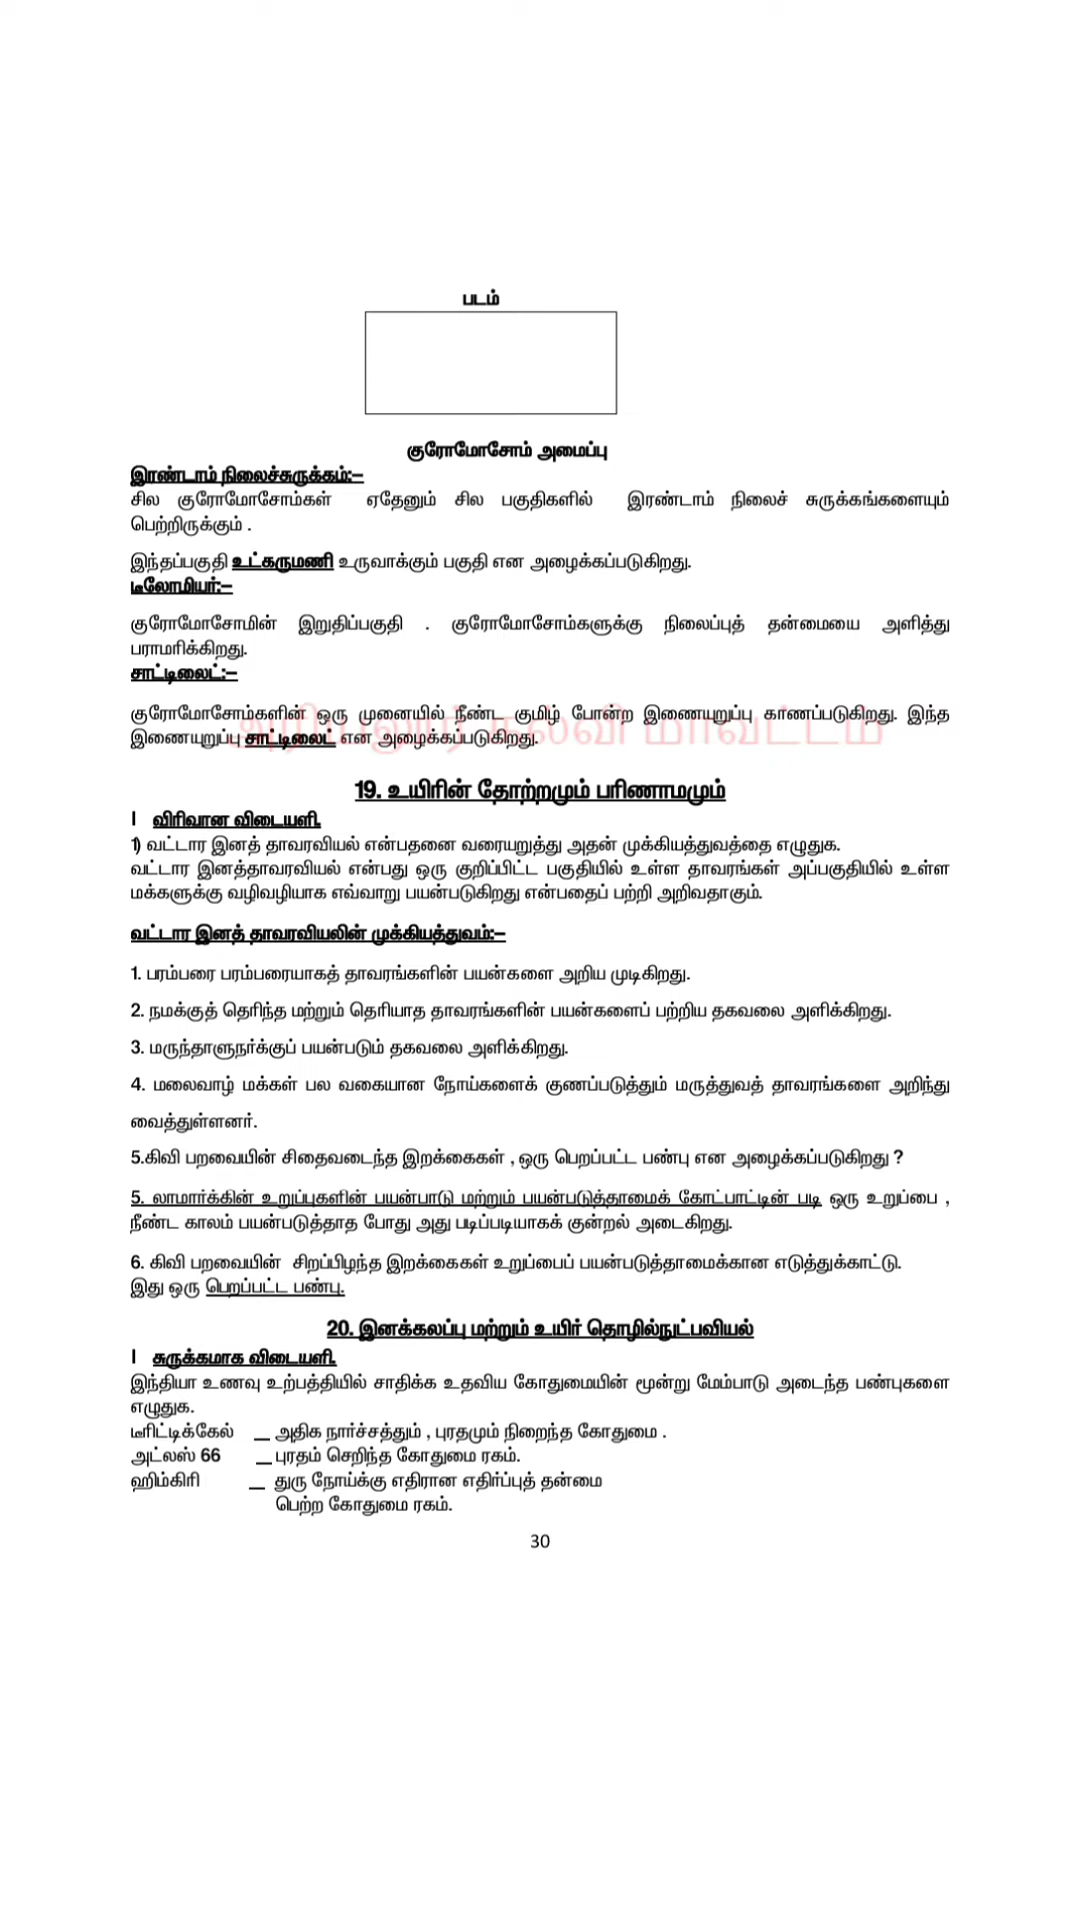 படம்
குரோமோசோம் அமைப்பு
இரண்டாம் நிலைச்சுருக்கம்:–
சில குரோமோசோம்கள் ஏதேனும் சில பகுதிகளில் இரண்டாம் நிலைச் சுருக்கங்களையும்
பெற்றிருக்கும் .
இந்தப்பகுதி உட்கருமணி உருவாக்கும் பகுதி என அழைக்கப்படுகிறது.
டீலோமியர்:–
குரோமோசோமின் இறுதிப்பகுதி . குரோமோசோம்களுக்கு நிலைப்புத் தன்மையை அளித்து
பராமரிக்கிறது.
சாட்டிலைட்:–
குரோமோசோம்களின் ஒரு முனையில் நீண்ட குமிழ் போன்ற இணையுறுப்பு காணப்படுகிறது. இந்த
இணையுறுப்பு சாட்டிலைட் என அழைக்கப்படுகிறது.
அரியலூர் கல்வி மாவட்டம்
19. உயிரின் தோற்றமும் பரிணாமமும்
I விரிவான விடையளி.
1) வட்டார இனத் தாவரவியல் என்பதனை வரையறுத்து அதன் முக்கியத்துவத்தை எழுதுக.
வட்டார இனத்தாவரவியல் என்பது ஒரு குறிப்பிட்ட பகுதியில் உள்ள தாவரங்கள் அப்பகுதியில் உள்ள
மக்களுக்கு வழிவழியாக எவ்வாறு பயன்படுகிறது என்பதைப் பற்றி அறிவதாகும்.
வட்டார இனத் தாவரவியலின் முக்கியத்துவம்:–
1. பரம்பரை பரம்பரையாகத் தாவரங்களின் பயன்களை அறிய முடிகிறது.
2. நமக்குத் தெரிந்த மற்றும் தெரியாத தாவரங்களின் பயன்களைப் பற்றிய தகவலை அளிக்கிறது.
3. மருந்தாளுநர்க்குப் பயன்படும் தகவலை அளிக்கிறது.
4. மலைவாழ் மக்கள் பல வகையான நோய்களைக் குணப்படுத்தும் மருத்துவத் தாவரங்களை அறிந்து
வைத்துள்ளனர்.
5.கிவி பறவையின் சிதைவடைந்த இறக்கைகள் , ஒரு பெறப்பட்ட பண்பு என அழைக்கப்படுகிறது ?
5. லாமார்க்கின் உறுப்புகளின் பயன்பாடு மற்றும் பயன்படுத்தாமைக் கோட்பாட்டின் படி ஒரு உறுப்பை ,
நீண்ட காலம் பயன்படுத்தாத போது அது படிப்படியாகக் குன்றல் அடைகிறது.
6. கிவி பறவையின் சிறப்பிழந்த இறக்கைகள் உறுப்பைப் பயன்படுத்தாமைக்கான எடுத்துக்காட்டு.
இது ஒரு பெறப்பட்ட பண்பு.
20. இனக்கலப்பு மற்றும் உயிர் தொழில்நுட்பவியல்
I சுருக்கமாக விடையளி.
இந்தியா உணவு உற்பத்தியில் சாதிக்க உதவிய கோதுமையின் மூன்று மேம்பாடு அடைந்த பண்புகளை
எழுதுக.
டீரிட்டிக்கேல் _ அதிக நார்ச்சத்தும் , புரதமும் நிறைந்த கோதுமை .
அட்லஸ் 66 _ புரதம் செறிந்த கோதுமை ரகம்.
ஹிம்கிரி _ துரு நோய்க்கு எதிரான எதிர்ப்புத் தன்மை
பெற்ற கோதுமை ரகம்.
30